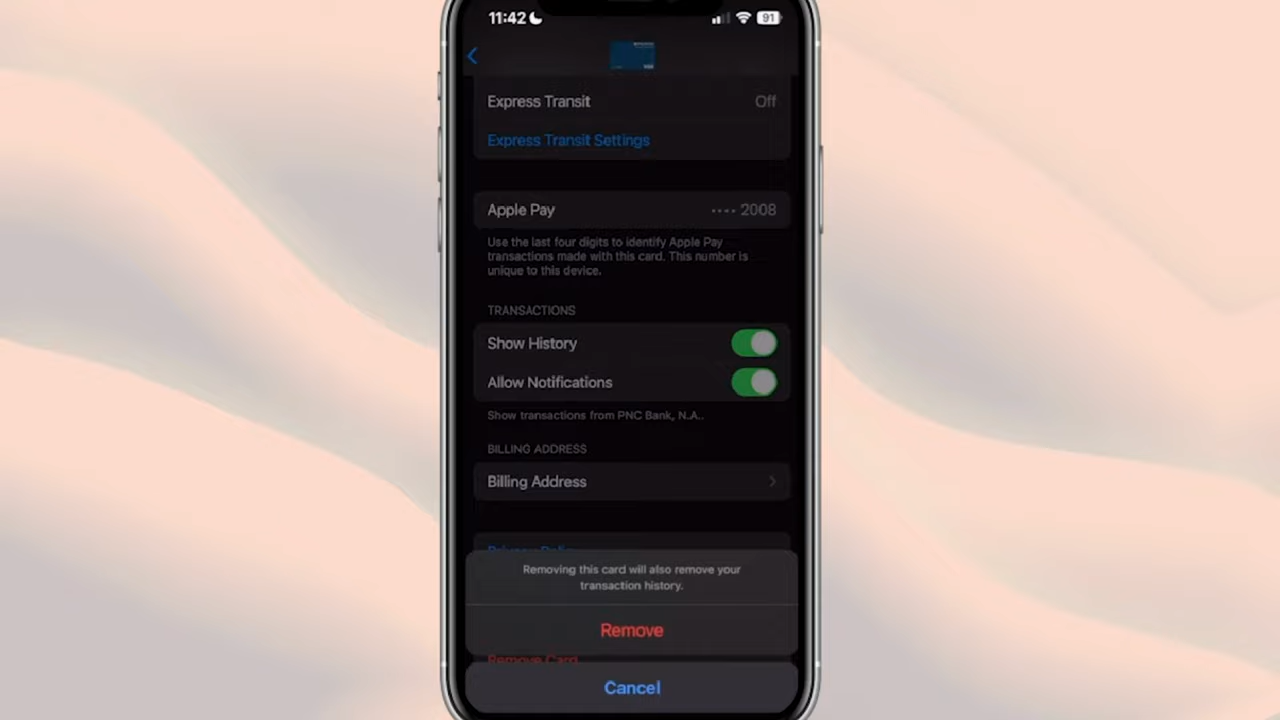 11:42
91
Express Transit
Off
Express Transit Settings
Apple Pay
•••• 2008
Use the last four digits to identify Apple Pay
transactions made with this card. This number is
unique to this device.
TRANSACTIONS
Show History
Allow Notifications
Show transactions from PNC Bank, N.A..
BILLING ADDRESS
Billing Address
Privacy Policy
Removing this card will also remove your
transaction history.
Remove
Remove Card
Cancel